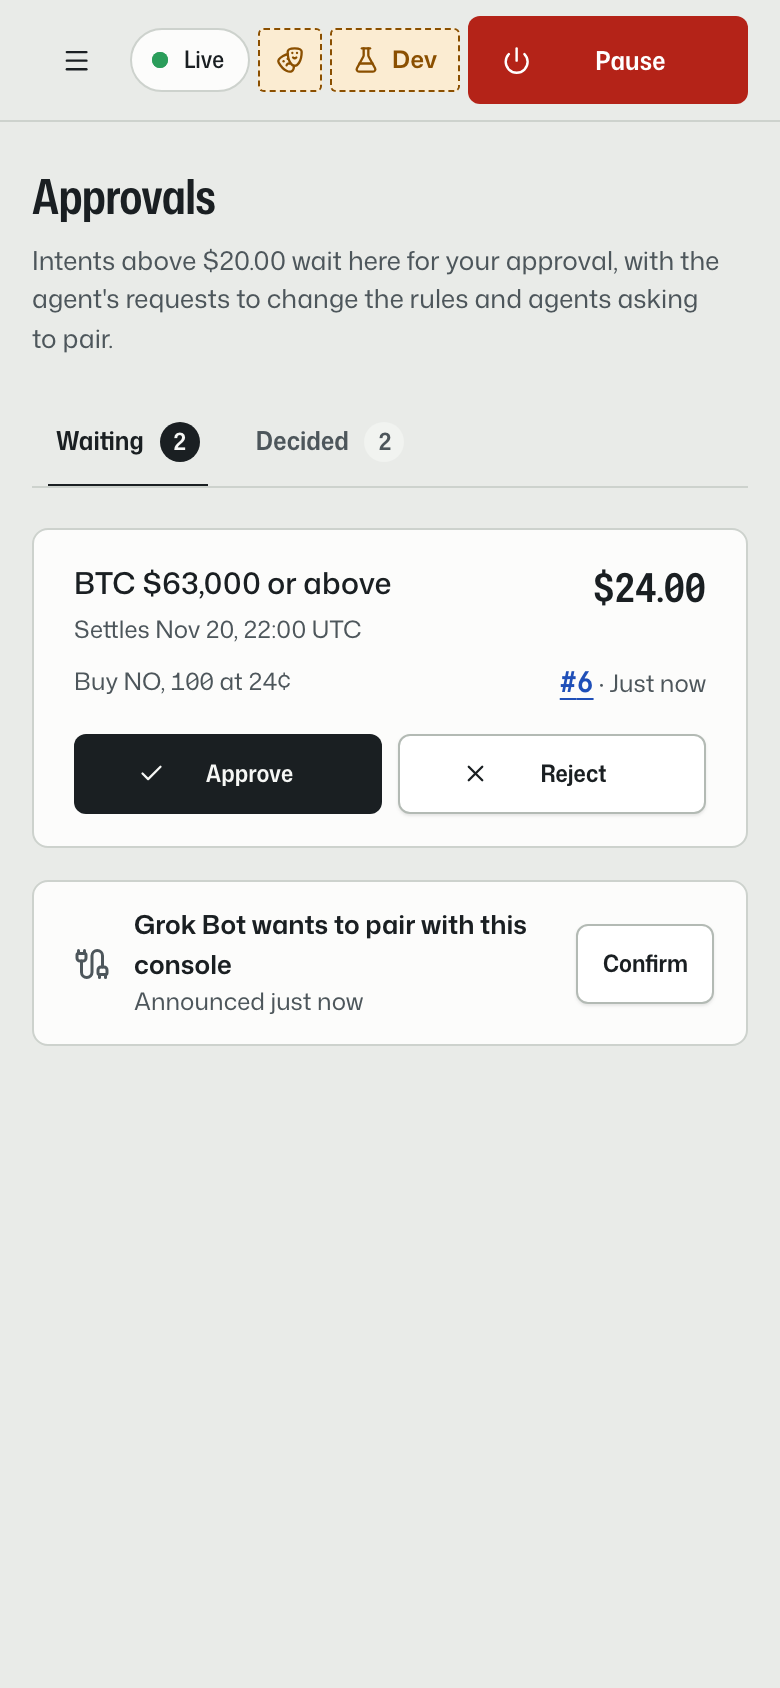 Live
Dev
Pause
Approvals
Intents above $20.00 wait here for your approval, with the
agent's requests to change the rules and agents asking
to pair.
Waiting 2
Decided 2
BTC $63,000 or above
$24.00
Settles Nov 20, 22:00 UTC
Buy NO, 100 at 24¢
#6 · Just now
Approve
Reject
Grok Bot wants to pair with this
console
Announced just now
Confirm